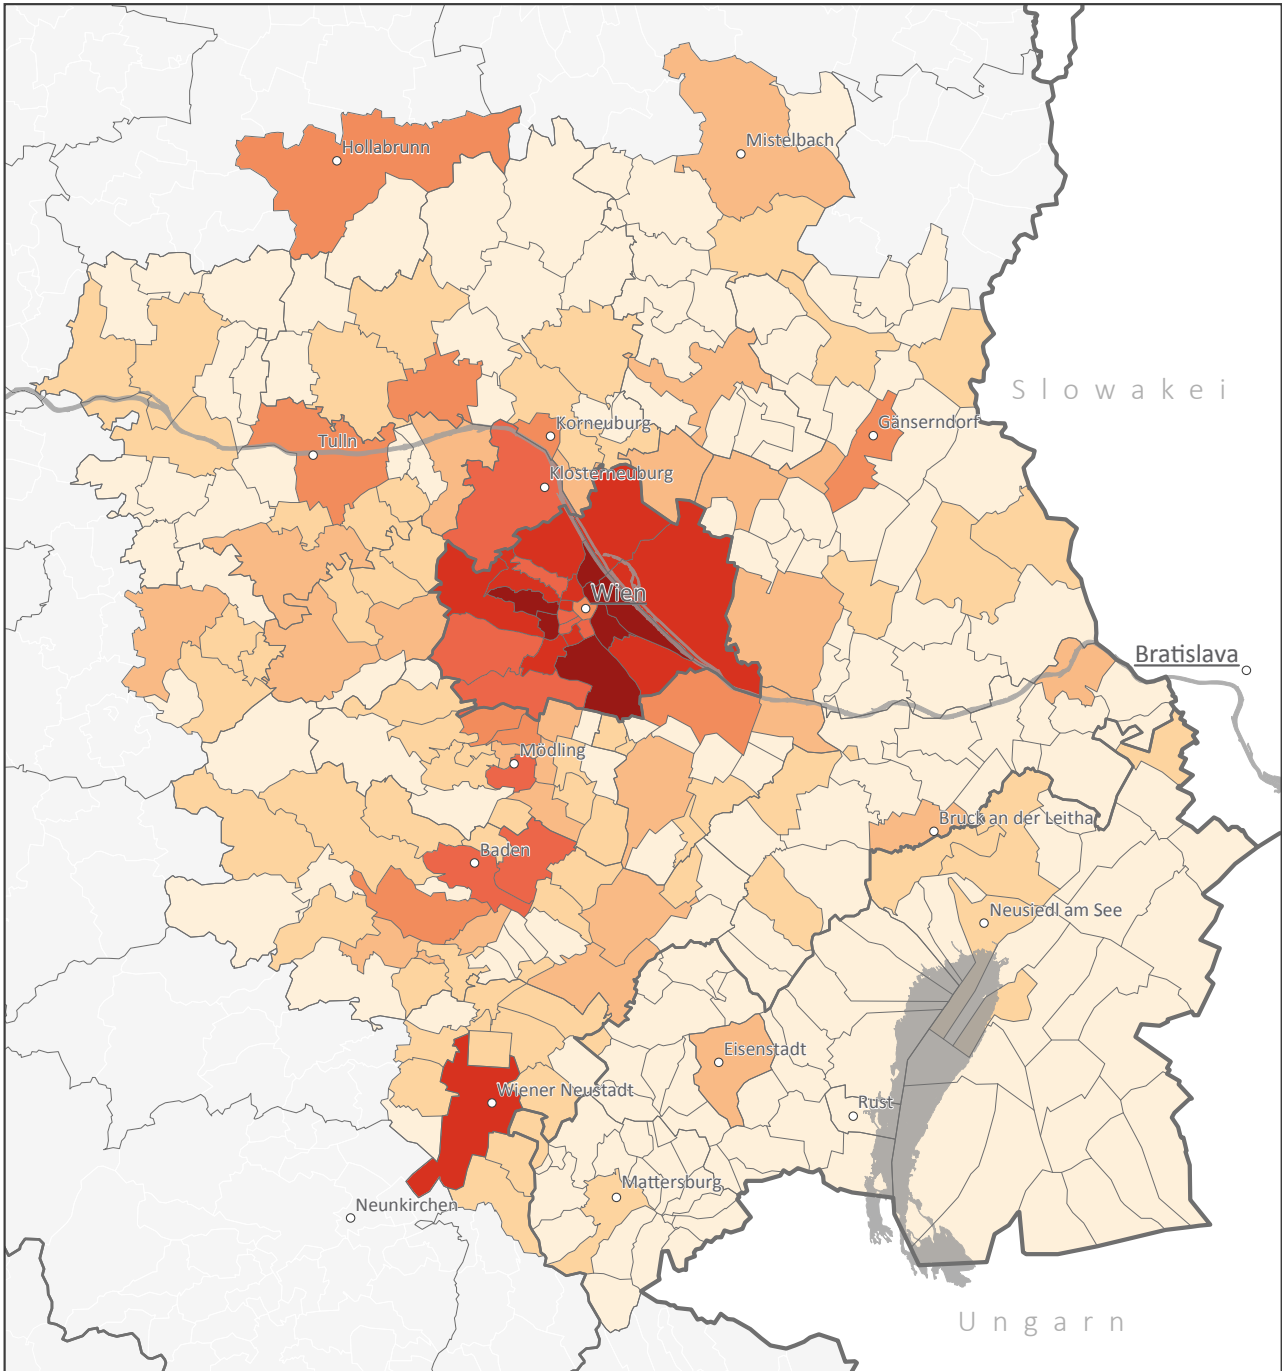 Mistelbach
Hollabrunn
Slowakei
Korneuburg
Gänserndorf
Tulln
Klosterneuburg
Wien
Bratislava
Mödling
Bruck an der Leitha
Baden
Neusiedl am See
Eisenstadt
Wiener Neustadt
Rust
Mattersburg
Neunkirchen
Ungarn